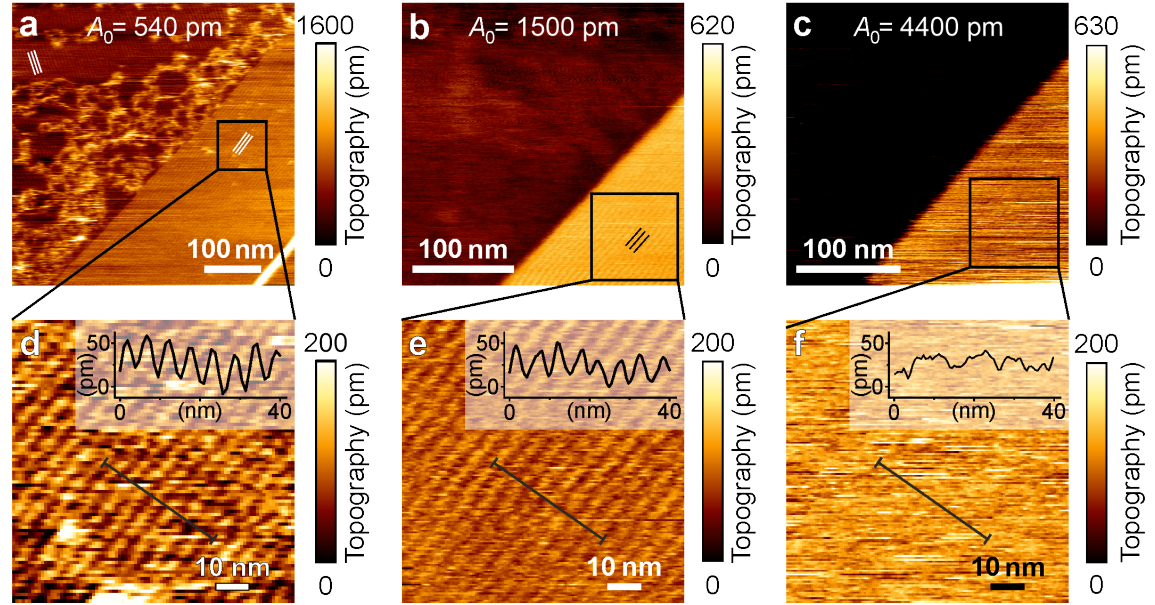 a A₀= 540 pm
100 nm
1600
Topography (pm)
0
b A₀= 1500 pm
100 nm
620
Topography (pm)
0
c A₀= 4400 pm
100 nm
630
Topography (pm)
0
d
50
(pm)
0
0 (nm) 40
10 nm
200
Topography (pm)
0
e
50
(pm)
0
0 (nm) 40
10 nm
200
Topography (pm)
0
f
50
(pm)
0
0 (nm) 40
10 nm
200
Topography (pm)
0